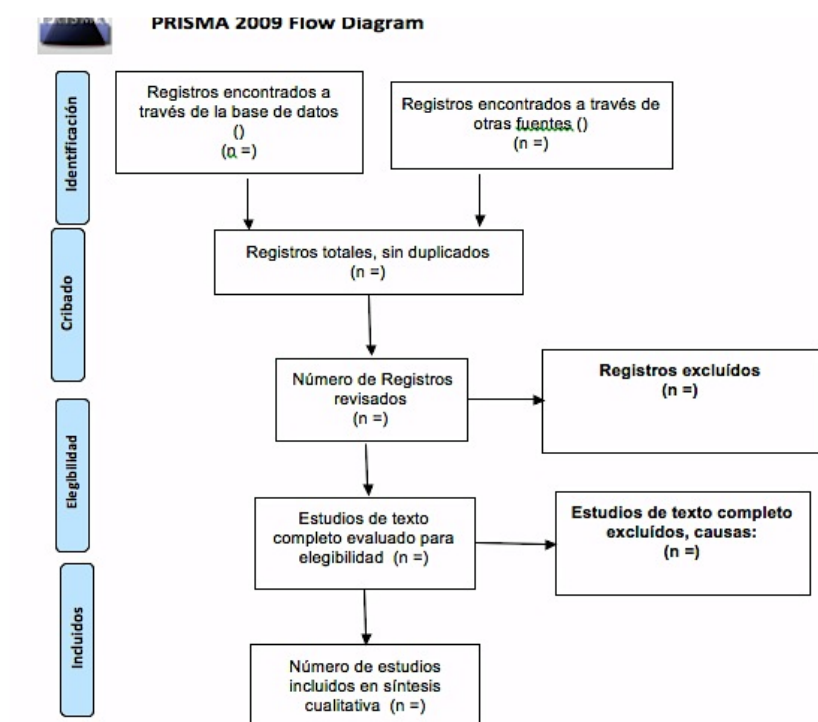 PRISMA 2009 Flow Diagram
Identificación
Registros encontrados a
través de la base de datos
()
(n =)
Registros encontrados a través de
otras fuentes ()
(n =)
Cribado
Registros totales, sin duplicados
(n =)
Número de Registros
revisados
(n =)
Registros excluídos
(n =)
Elegibilidad
Estudios de texto
completo evaluado para
elegibilidad (n =)
Estudios de texto completo
excluídos, causas:
(n =)
Incluidos
Número de estudios
incluidos en síntesis
cualitativa (n =)